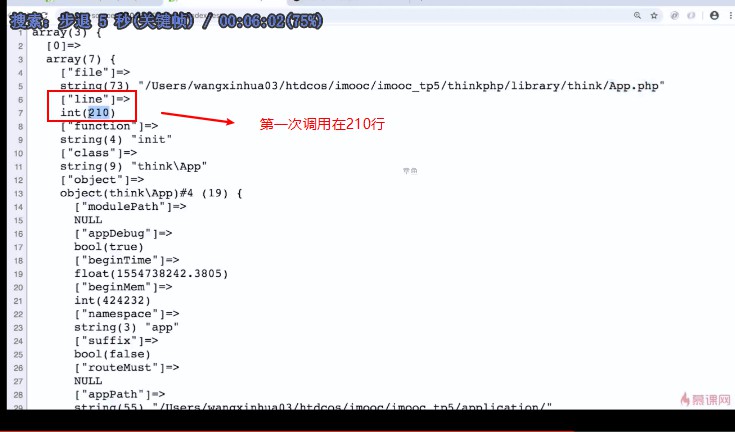 搜索: 步退 5 秒(关键帧) / 00:06:02(75%)
1 array(3) {
2 [0]=>
3 array(7) {
4 ["file"]=>
5 string(73) "/Users/wangxinhua03/htdcos/imooc/imooc_tp5/thinkphp/library/think/App.php"
6 ["line"]=>
7 int(210)
第一次调用在210行
8 ["function"]=>
9 string(4) "init"
10 ["class"]=>
11 string(9) "think\App"
12 ["object"]=>
13 object(think\App)#4 (19) {
14 ["modulePath"]=>
15 NULL
16 ["appDebug"]=>
17 bool(true)
18 ["beginTime"]=>
19 float(1554738242.3805)
20 ["beginMem"]=>
21 int(424232)
22 ["namespace"]=>
23 string(3) "app"
24 ["suffix"]=>
25 bool(false)
26 ["routeMust"]=>
27 NULL
28 ["appPath"]=>
29 string(55) "/Users/wangxinhua03/htdcos/imooc/imooc_tp5/application/"
慕课网